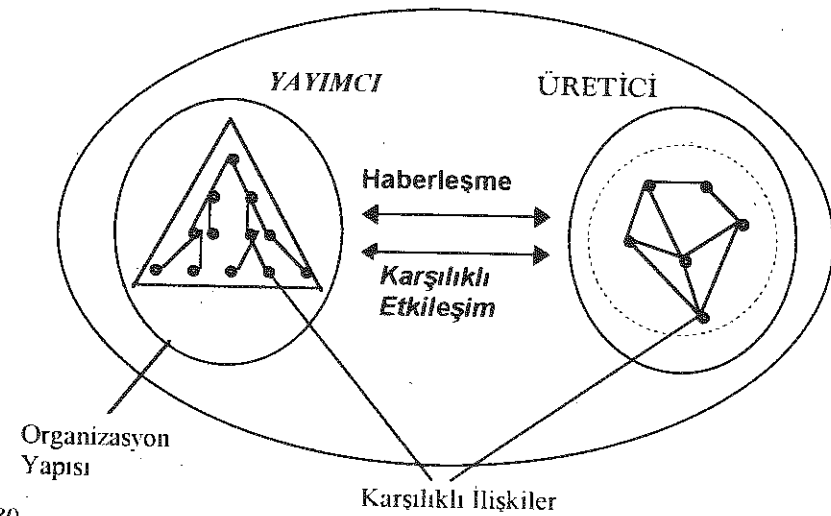 YAYIMCI
ÜRETİCİ
Haberleşme
Karşılıklı
Etkileşim
Organizasyon
Yapısı
Karşılıklı İlişkiler